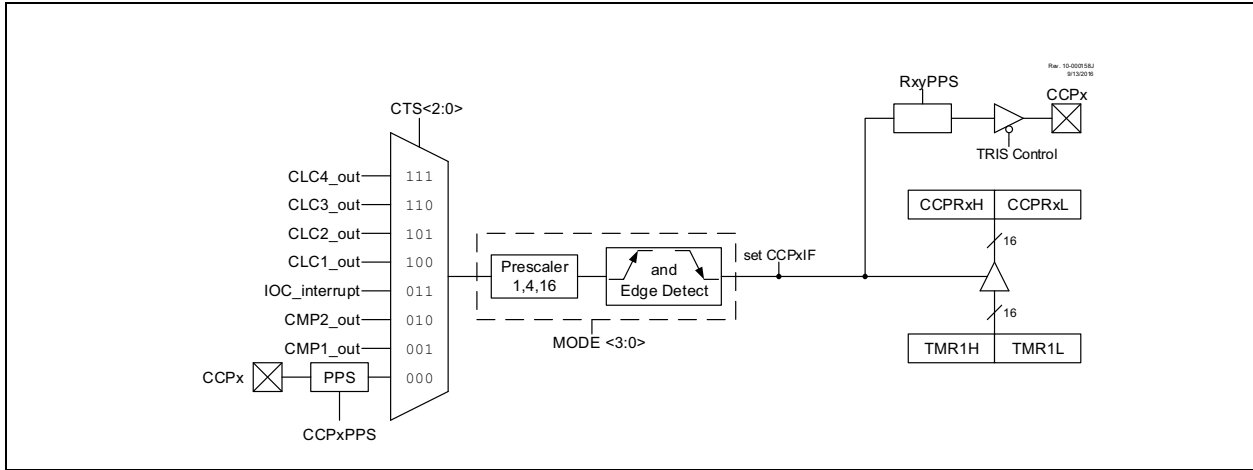 Rev. 10-000158J
9/13/2016
RxyPPS
CCPx
CTS<2:0>
TRIS Control
CLC4_out
111
CLC3_out
110
CCPRxH
CCPRxL
CLC2_out
101
16
CLC1_out
100
set CCPxIF
Prescaler
1,4,16
and
Edge Detect
IOC_interrupt
011
CMP2_out
010
16
MODE <3:0>
CMP1_out
001
TMR1H
TMR1L
CCPx
PPS
000
CCPxPPS